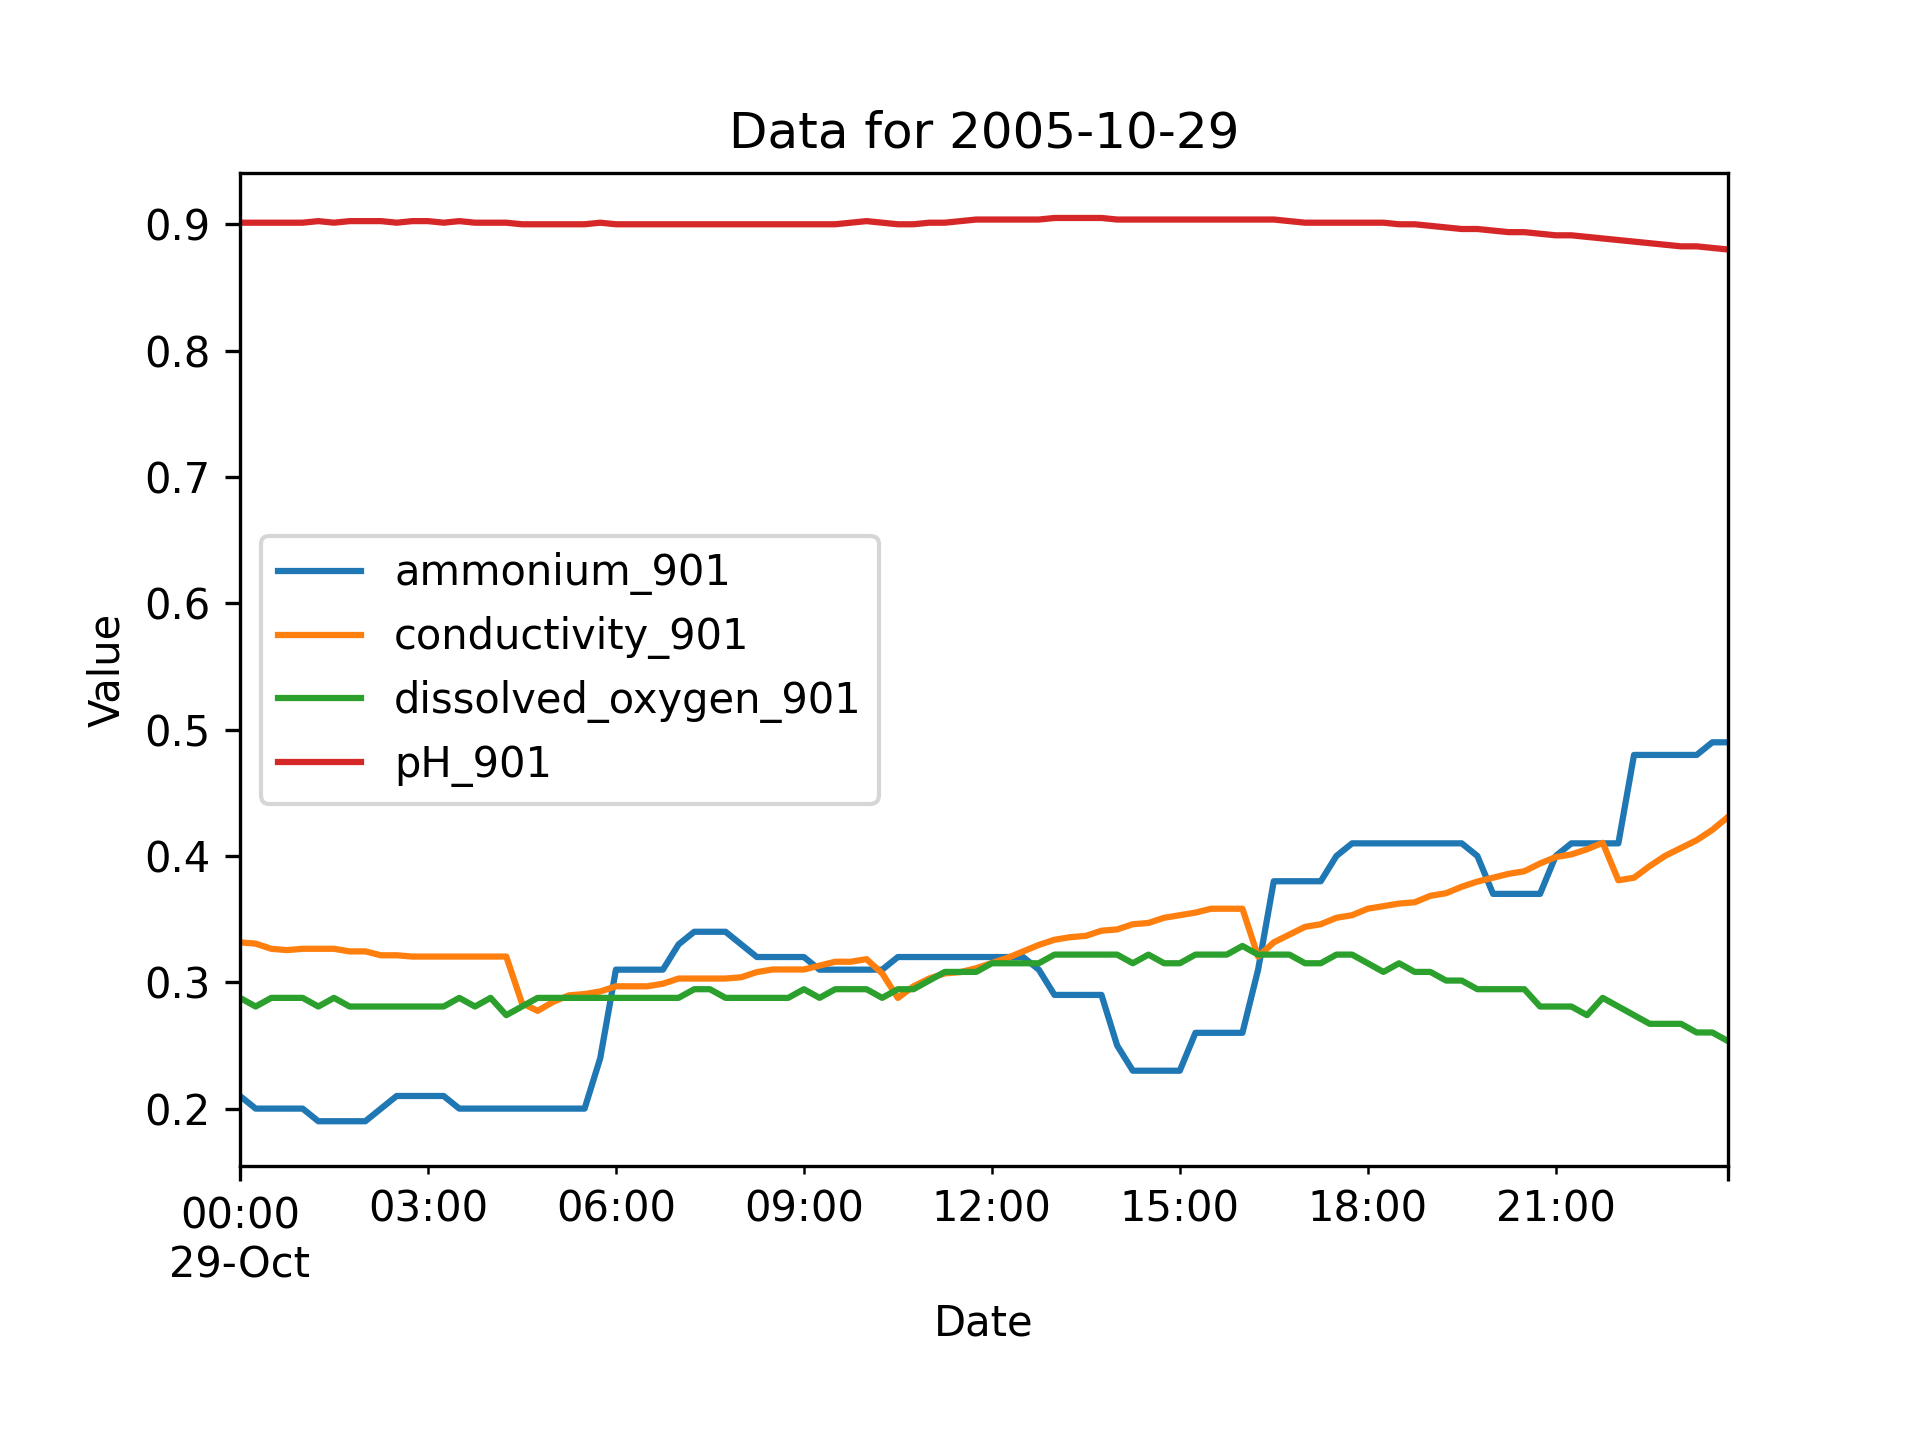 Data for 2005-10-29
Value
0.9
0.8
0.7
0.6
0.5
0.4
0.3
0.2
ammonium_901
conductivity_901
dissolved_oxygen_901
pH_901
00:00 03:00 06:00 09:00 12:00 15:00 18:00 21:00
29-Oct
Date